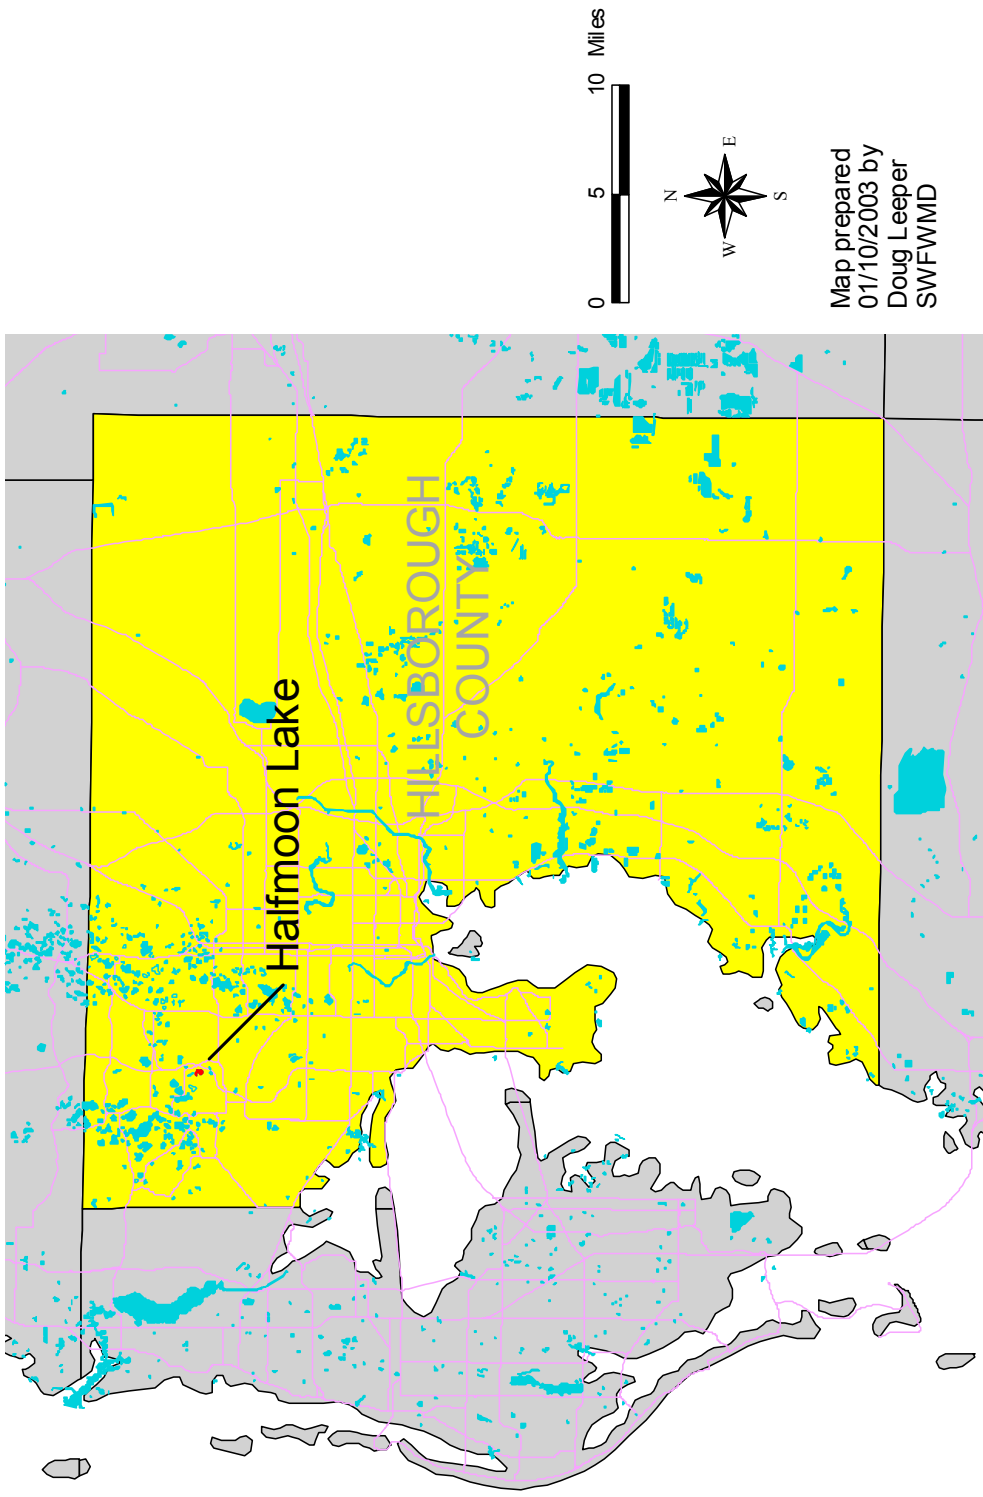 Halfmoon Lake
HILLSBOROUGH
COUNTY
0 5 10 Miles
N
W E
S
Map prepared
01/10/2003 by
Doug Leeper
SWFWMD